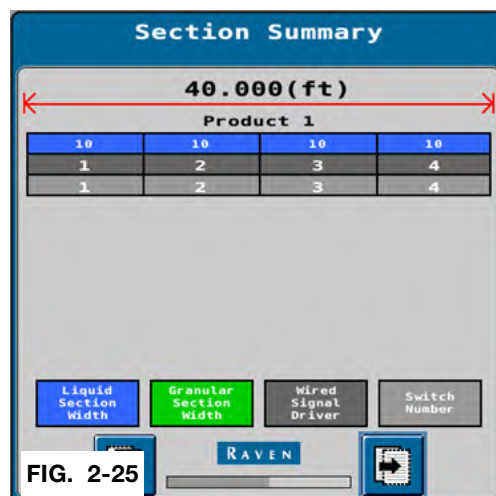 Section Summary
40.000(ft)
Product 1
10 10 10 10
1 2 3 4
1 2 3 4
Liquid Section Width
Granular Section Width
Wired Signal Driver
Switch Number
RAVEN
FIG. 2-25